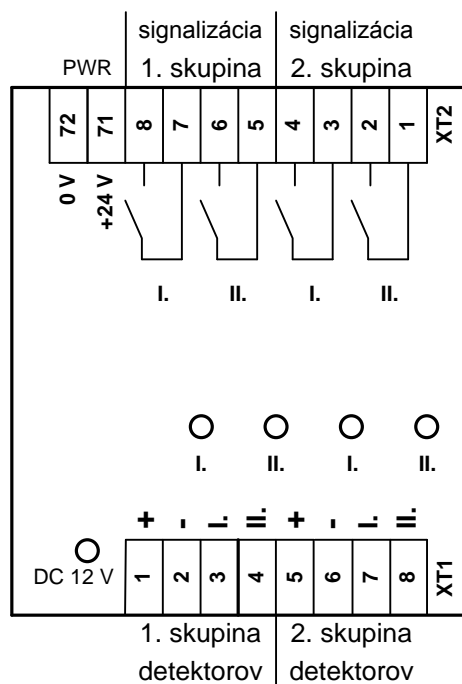 signalizácia signalizácia
PWR 1. skupina 2. skupina
72 71 8 7 6 5 4 3 2 1 XT2
0 V +24 V
I. II. I. II.
I. II. I. II.
+ - I. II. + - I. II.
DC 12 V 1 2 3 4 5 6 7 8 XT1
1. skupina 2. skupina
detektorov detektorov